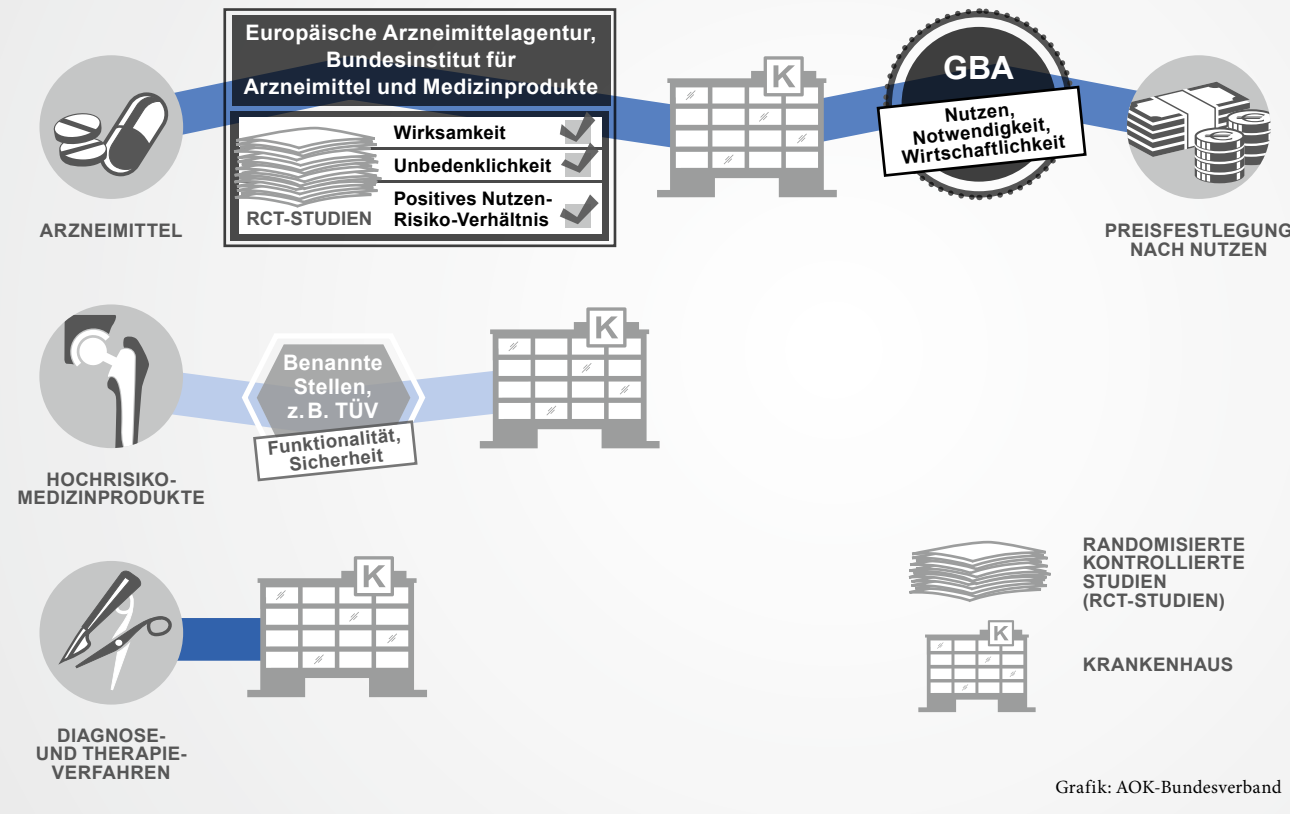 Europäische Arzneimittelagentur,
Bundesinstitut für
Arzneimittel und Medizinprodukte
Wirksamkeit
Unbedenklichkeit
Positives Nutzen-
Risiko-Verhältnis
RCT-STUDIEN
ARZNEIMITTEL
K
GBA
Nutzen,
Notwendigkeit,
Wirtschaftlichkeit
€
€
PREISFESTLEGUNG
NACH NUTZEN
Benannte
Stellen,
z. B. TÜV
Funktionalität,
Sicherheit
K
HOCHRISIKO-
MEDIZINPRODUKTE
K
DIAGNOSE-
UND THERAPIE-
VERFAHREN
RANDOMISIERTE
KONTROLLIERTE
STUDIEN
(RCT-STUDIEN)
K
KRANKENHAUS
Grafik: AOK-Bundesverband